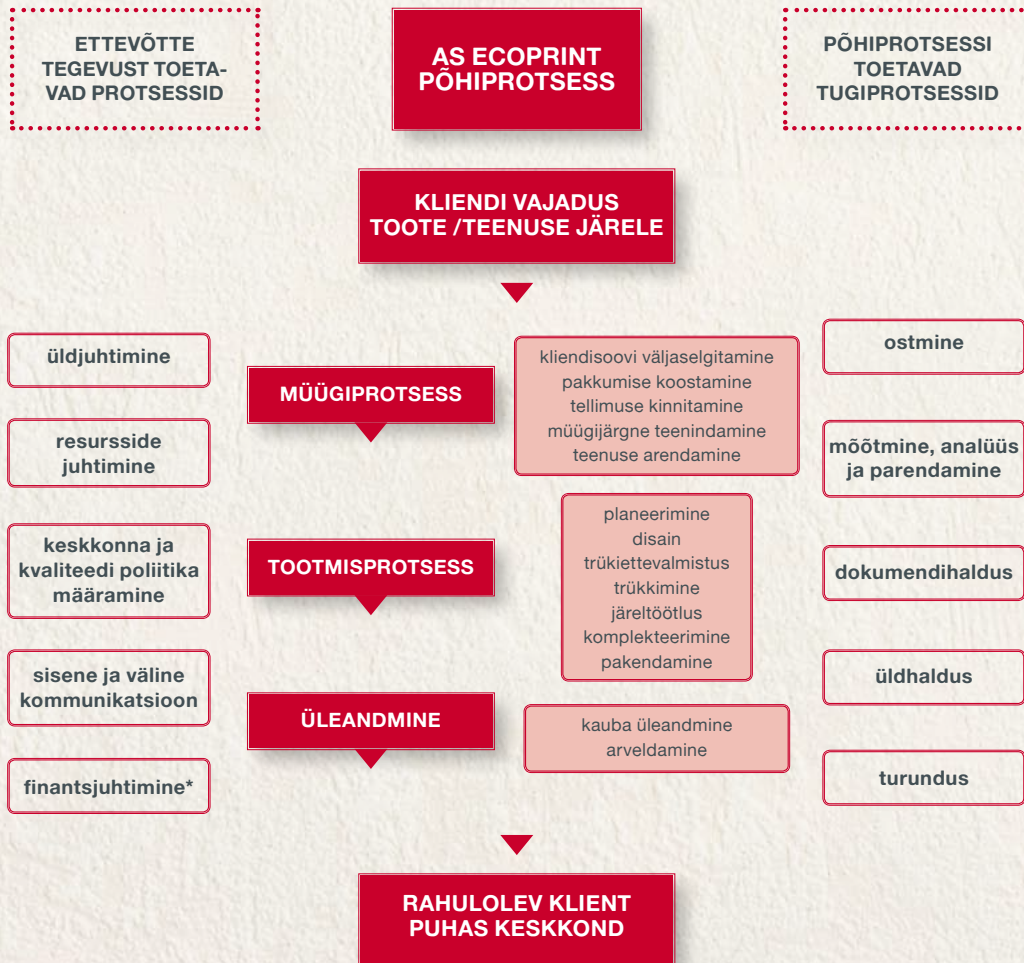 ETTEVÕTTE
TEGEVUST TOETA-
VAD PROTSESSID
AS ECOPRINT
PÕHIPROTSESS
PÕHIPROTSESSI
TOETAVAD
TUGIPROTSESSID
KLIENDI VAJADUS
TOOTE /TEENUSE JÄRELE
üldjuhtimine
resursside
juhtimine
keskkonna ja
kvaliteedi poliitika
määramine
sisene ja väline
kommunikatsioon
finantsjuhtimine*
MÜÜGIPROTSESS
kliendisoovi väljaselgitamine
pakkumise koostamine
tellimuse kinnitamine
müügijärgne teenindamine
teenuse arendamine
TOOTMISPROTSESS
planeerimine
disain
trükiettevalmistus
trükkimine
järeltöötlus
komplekteerimine
pakendamine
ÜLEANDMINE
kauba üleandmine
arveldamine
ostmine
mõõtmine, analüüs
ja parendamine
dokumendihaldus
üldhaldus
turundus
RAHULOLEV KLIENT
PUHAS KESKKOND